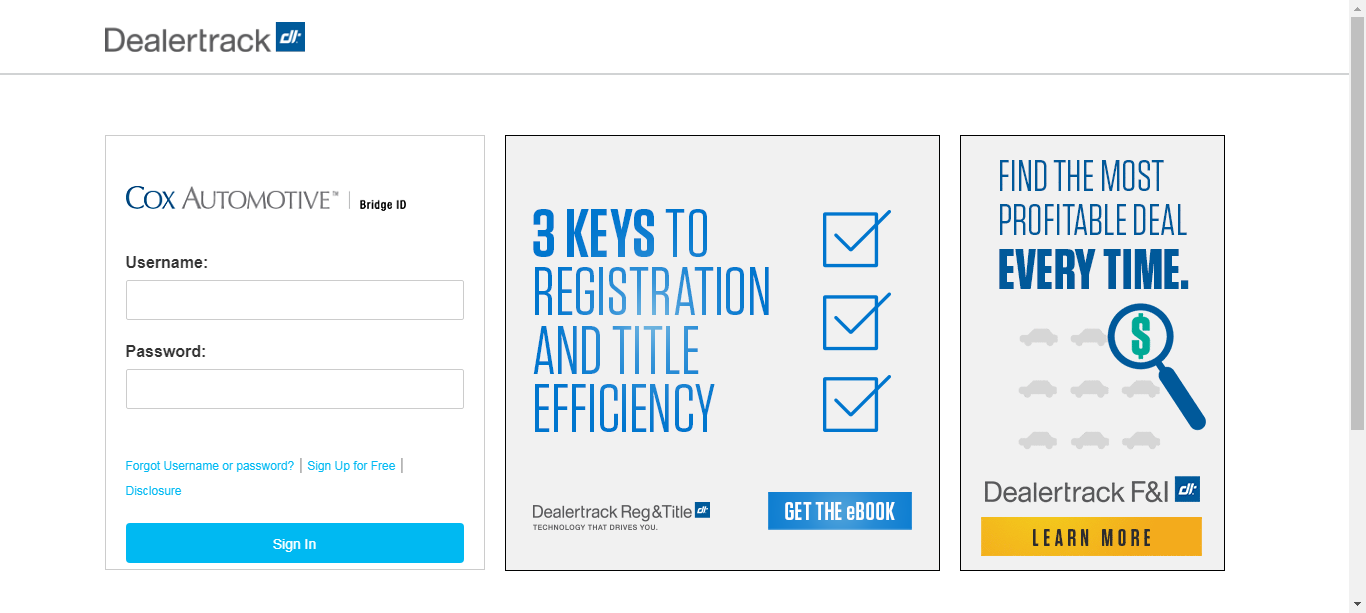 Dealertrack dt
COX AUTOMOTIVE™ | Bridge ID
Username:
Password:
Forgot Username or password? | Sign Up for Free |
Disclosure
Sign In
3 KEYS TO
REGISTRATION
AND TITLE
EFFICIENCY
Dealertrack Reg&Title dt
TECHNOLOGY THAT DRIVES YOU.
GET THE eBOOK
FIND THE MOST
PROFITABLE DEAL
EVERY TIME.
$
Dealertrack F&I dt
LEARN MORE